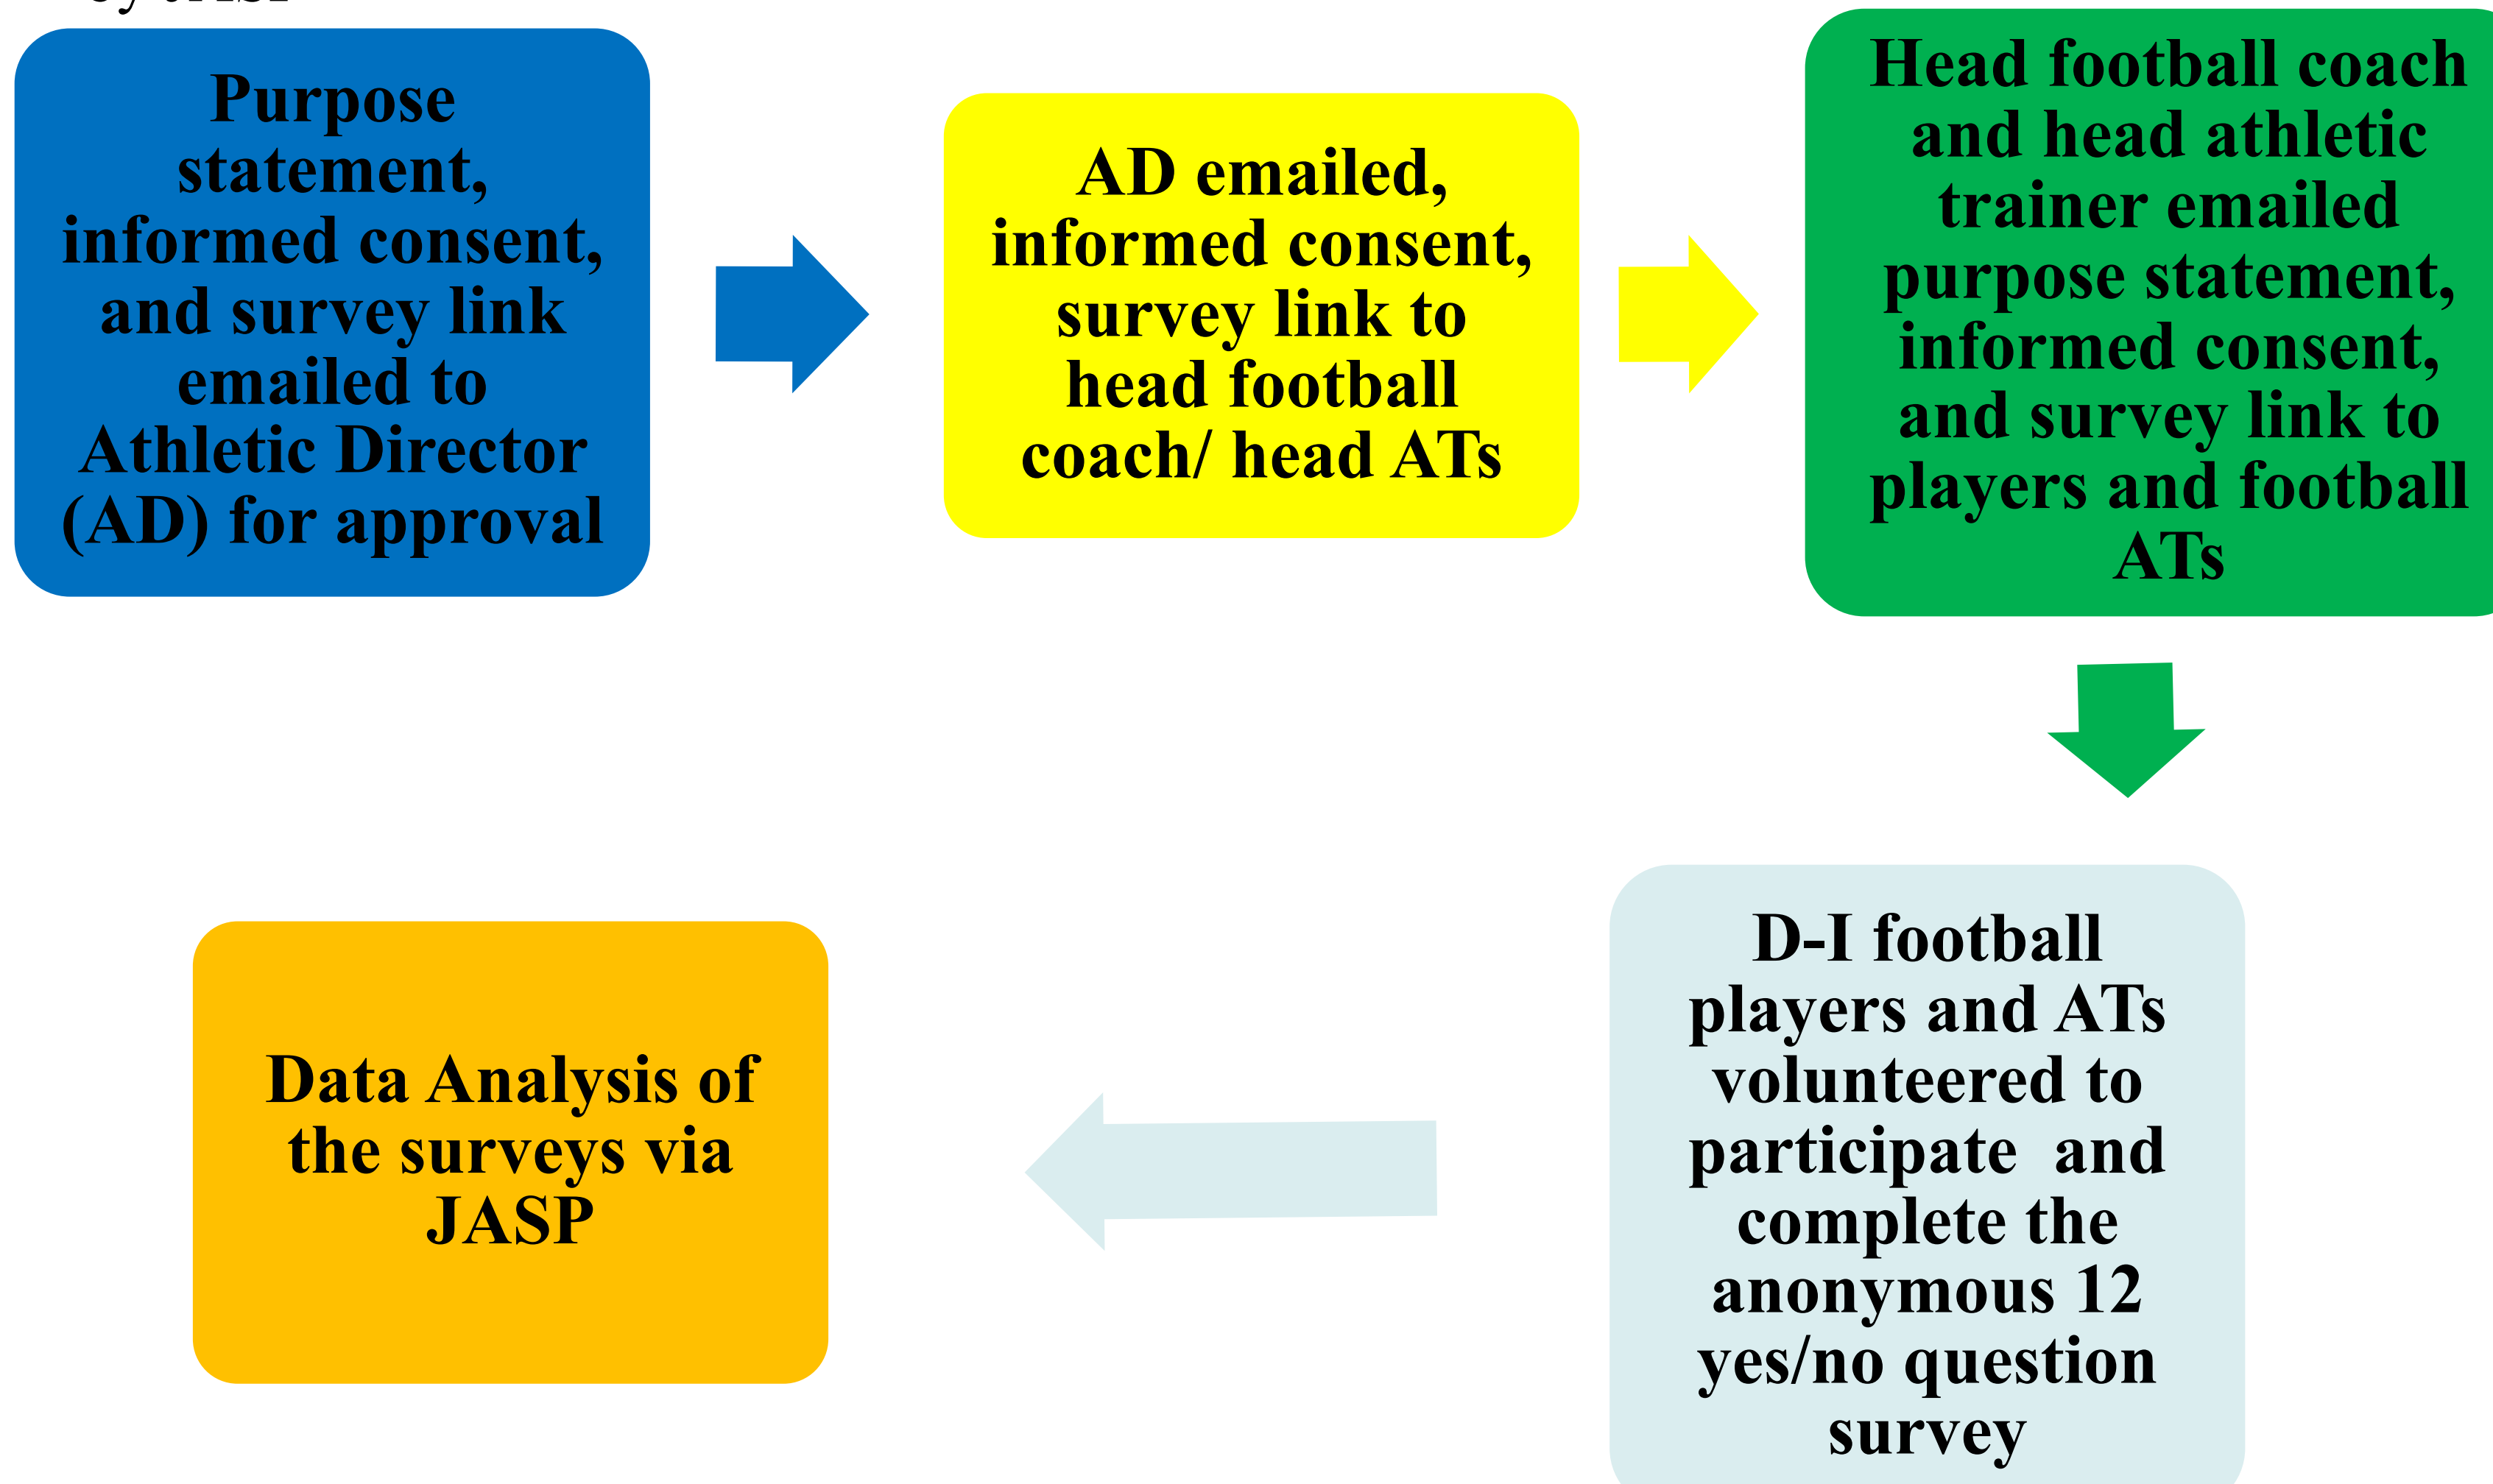 Purpose
statement,
informed consent,
and survey link
emailed to
Athletic Director
(AD) for approval
AD emailed,
informed consent,
survey link to
head football
coach/ head ATs
Head football coach
and head athletic
trainer emailed
purpose statement,
informed consent,
and survey link to
players and football
ATs
D-I football
players and ATs
volunteered to
participate and
complete the
anonymous 12
yes/no question
survey
Data Analysis of
the surveys via
JASP